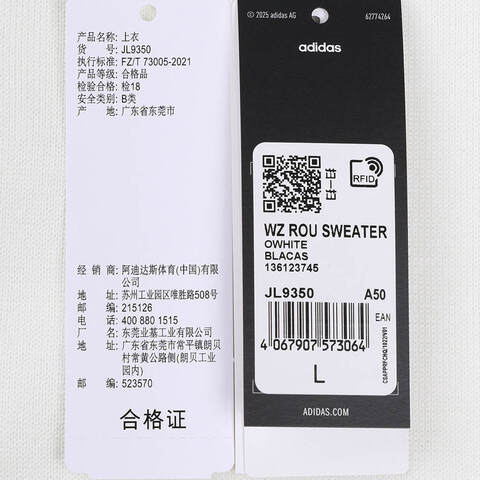 产品名称: 上衣
货 号: JL9350
执行标准: FZ/T 73005-2021
产品等级: 合格品
检验合格: 检18
安全类别: B类
产 地: 广东省东莞市
经 销 商: 阿迪达斯体育(中国)有限公司
地 址: 苏州工业园区唯胜路508号
邮 编: 215126
电 话: 400 880 1515
厂 名: 东莞业基工业有限公司
地 址: 广东省东莞市常平镇朗贝
村常黄公路侧(朗贝工业
园内)
邮 编: 523570
合格证
© 2025 adidas AG
62774264
adidas
扫一扫
RFID
WZ ROU SWEATER
OWHITE
BLACAS
136123745
JL9350 A50
EAN
4 067907 573064
L
ADIDAS.COM